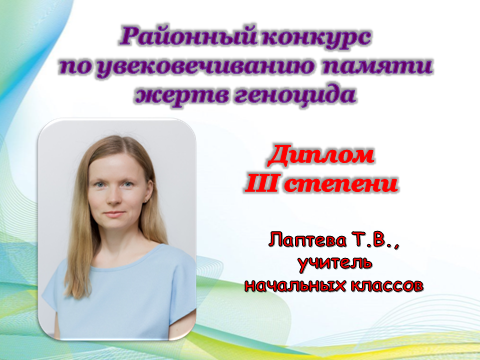 Районный конкурс
по увековечиванию памяти
жертв геноцида
Диплом
III степени
Лаптева Т.В.,
учитель
начальных классов